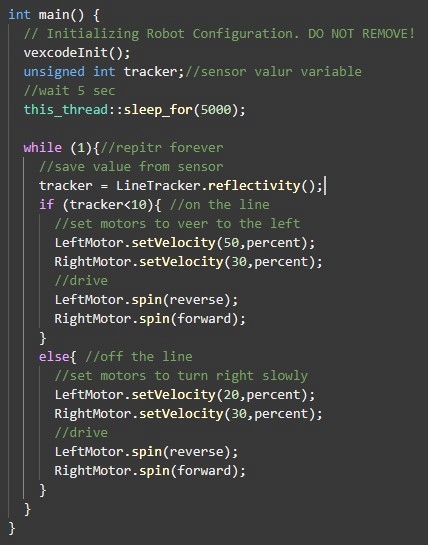 int main() {
// Initializing Robot Configuration. DO NOT REMOVE!
vexcodeInit();
unsigned int tracker;//sensor valur variable
//wait 5 sec
this_thread::sleep_for(5000);
while (1){//repitr forever
//save value from sensor
tracker = LineTracker.reflectivity();
if (tracker<10){ //on the line
//set motors to veer to the left
LeftMotor.setVelocity(50,percent);
RightMotor.setVelocity(30,percent);
//drive
LeftMotor.spin(reverse);
RightMotor.spin(forward);
}
else{ //off the line
//set motors to turn right slowly
LeftMotor.setVelocity(20,percent);
RightMotor.setVelocity(30,percent);
//drive
LeftMotor.spin(reverse);
RightMotor.spin(forward);
}
}
}